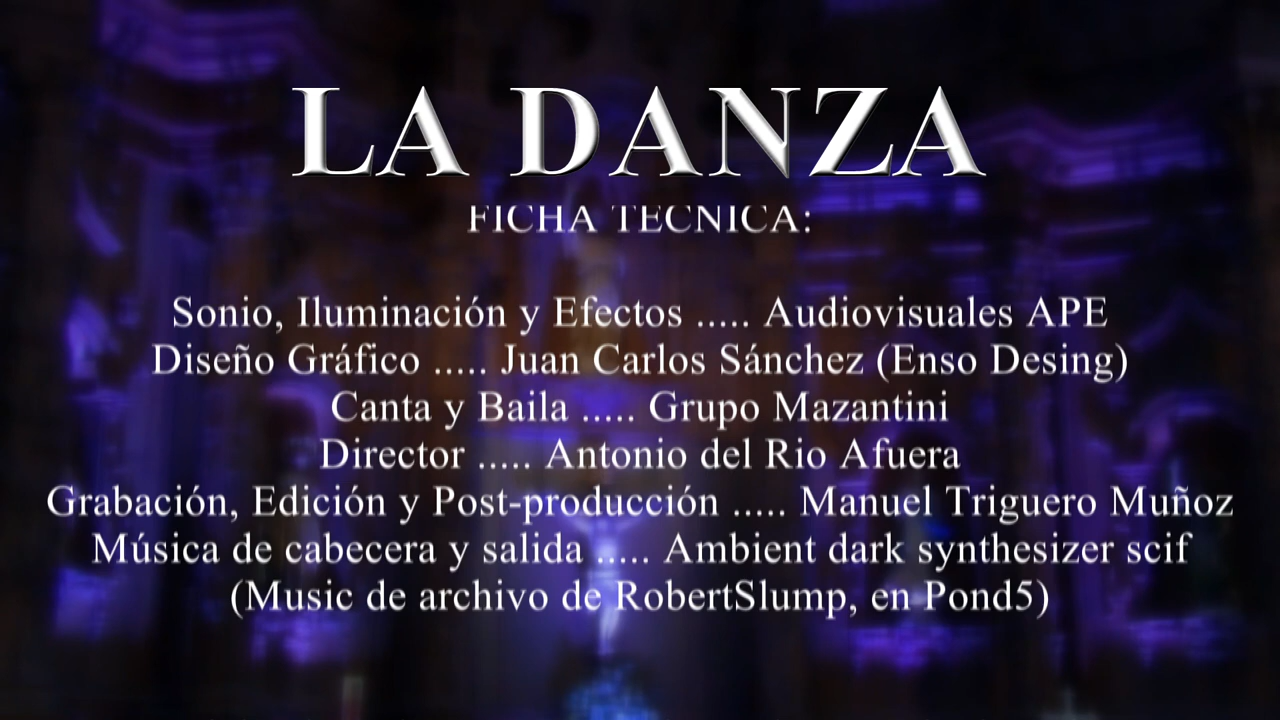 LA DANZA
FICHA TECNICA:
Sonio, Iluminación y Efectos ..... Audiovisuales APE
Diseño Gráfico ..... Juan Carlos Sánchez (Enso Desing)
Canta y Baila ..... Grupo Mazantini
Director ..... Antonio del Rio Afuera
Grabación, Edición y Post-producción ..... Manuel Triguero Muñoz
Música de cabecera y salida ..... Ambient dark synthesizer scif
(Music de archivo de RobertSlump, en Pond5)